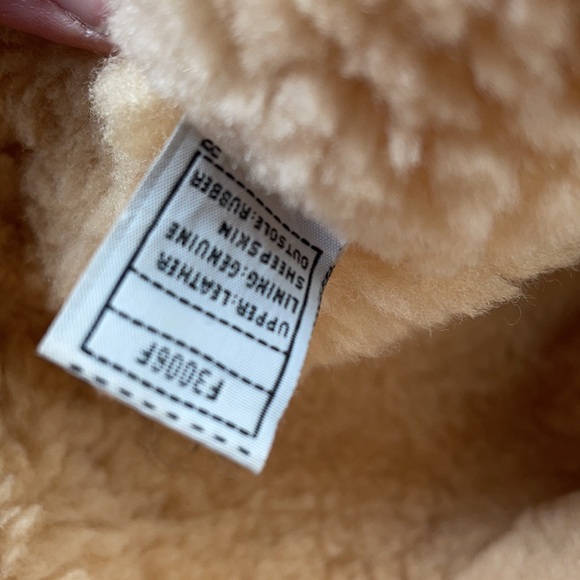 F3006F
UPPER:LEATHER
LINING:GENUINE
SHEEPSKIN
OUTSOLE:RUBBER